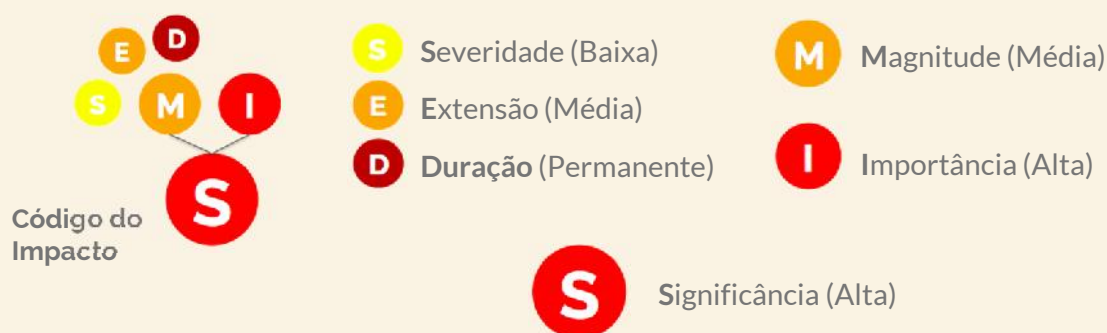 E D
S M I
S
Código do
Impacto
S Severidade (Baixa)
E Extensão (Média)
D Duração (Permanente)
M Magnitude (Média)
I Importância (Alta)
S Significância (Alta)